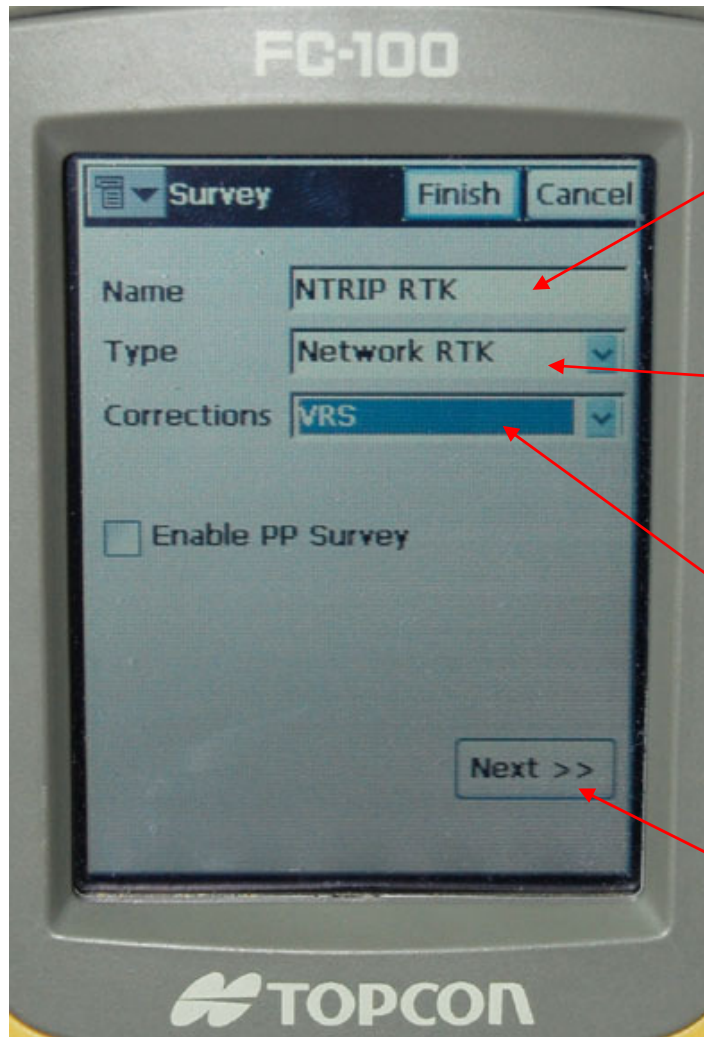 FC-100
Survey Finish Cancel
Name NTRIP RTK
Type Network RTK
Corrections VRS
Enable PP Survey
Next >>
TOPCON